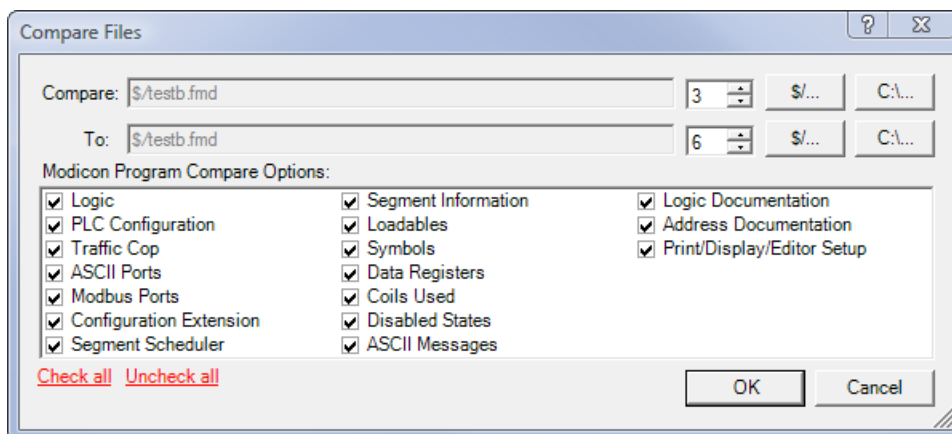 Compare Files
Compare: $/testb.fmd 3 $/... C:\...
To: $/testb.fmd 6 $/... C:\...
Modicon Program Compare Options:
Logic Segment Information Logic Documentation
PLC Configuration Loadables Address Documentation
Traffic Cop Symbols Print/Display/Editor Setup
ASCII Ports Data Registers
Modbus Ports Coils Used
Configuration Extension Disabled States
Segment Scheduler ASCII Messages
Check all Uncheck all OK Cancel